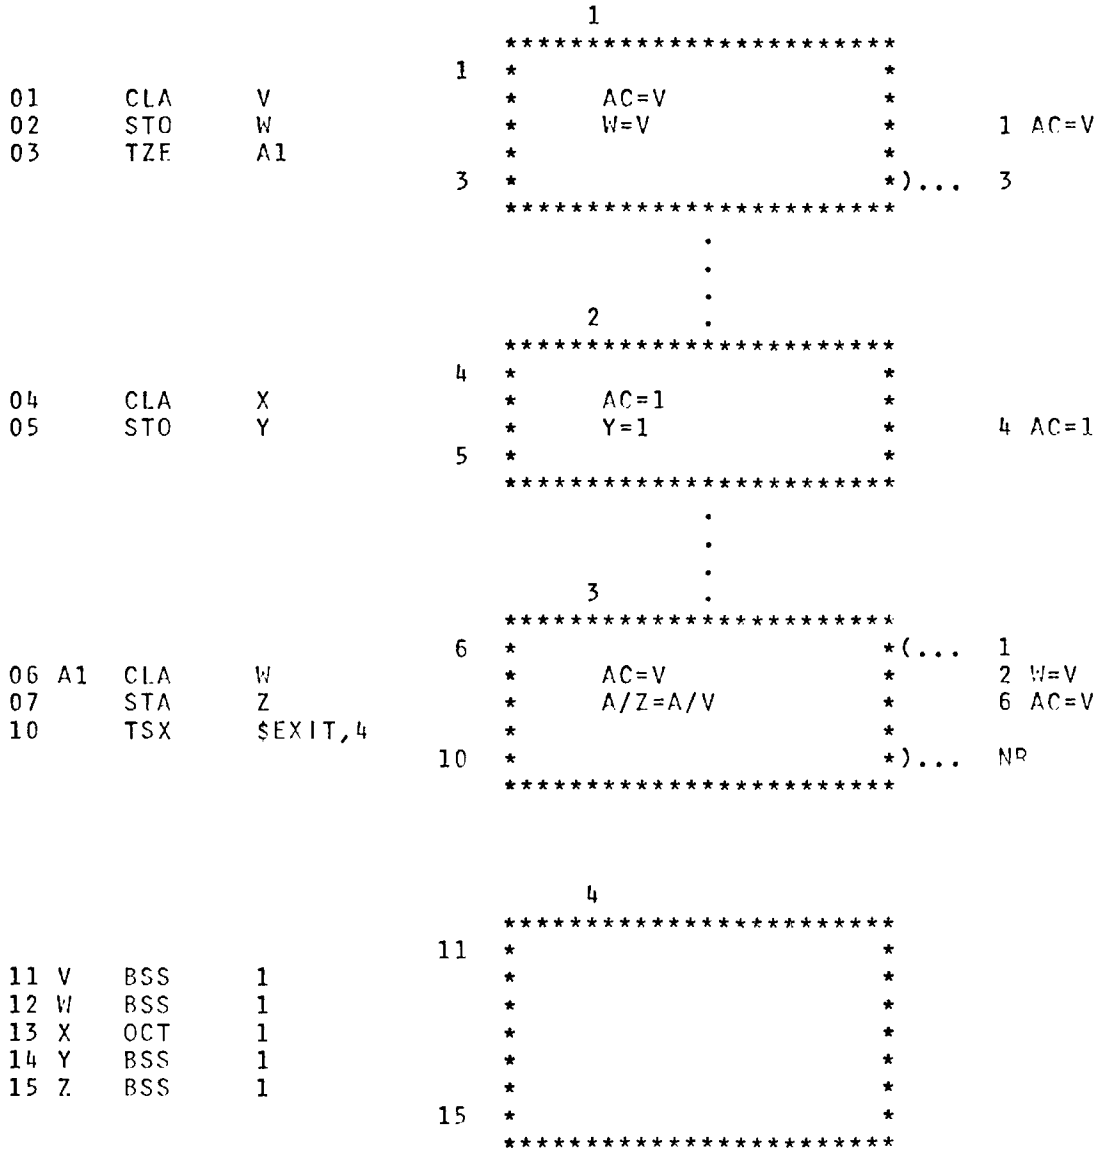 1
************************
1 * *
01 CLA V * AC=V *
02 STO W * W=V * 1 AC=V
03 TZE A1 * *
3 * *)... 3
************************
.
.
.
2 .
************************
4 * *
04 CLA X * AC=1 *
05 STO Y * Y=1 * 4 AC=1
5 * *
************************
.
.
.
3 .
************************
6 * *(... 1
06 A1 CLA W * AC=V * 2 W=V
07 STA Z * A/Z=A/V * 6 AC=V
10 TSX $EXIT,4 * *
10 * *)... NR
************************
4
************************
11 * *
11 V BSS 1 * *
12 W BSS 1 * *
13 X OCT 1 * *
14 Y BSS 1 * *
15 Z BSS 1 * *
15 * *
************************